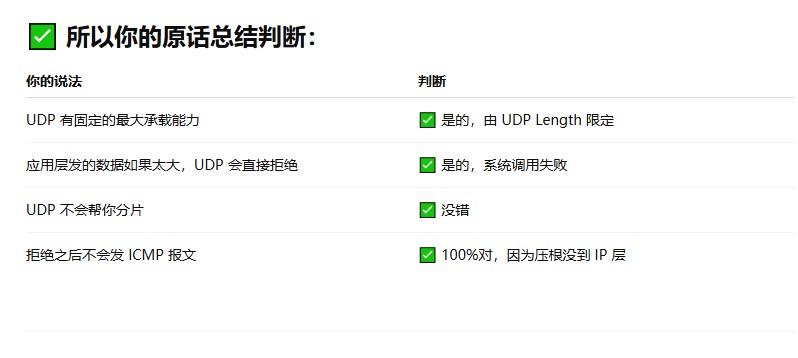 ✅ 所以你的原话总结判断：
你的说法 判断
UDP 有固定的最大承载能力 ✅ 是的，由 UDP Length 限定
应用层发的数据如果太大，UDP 会直接拒绝 ✅ 是的，系统调用失败
UDP 不会帮你分片 ✅ 没错
拒绝之后不会发 ICMP 报文 ✅ 100%对，因为压根没到 IP 层